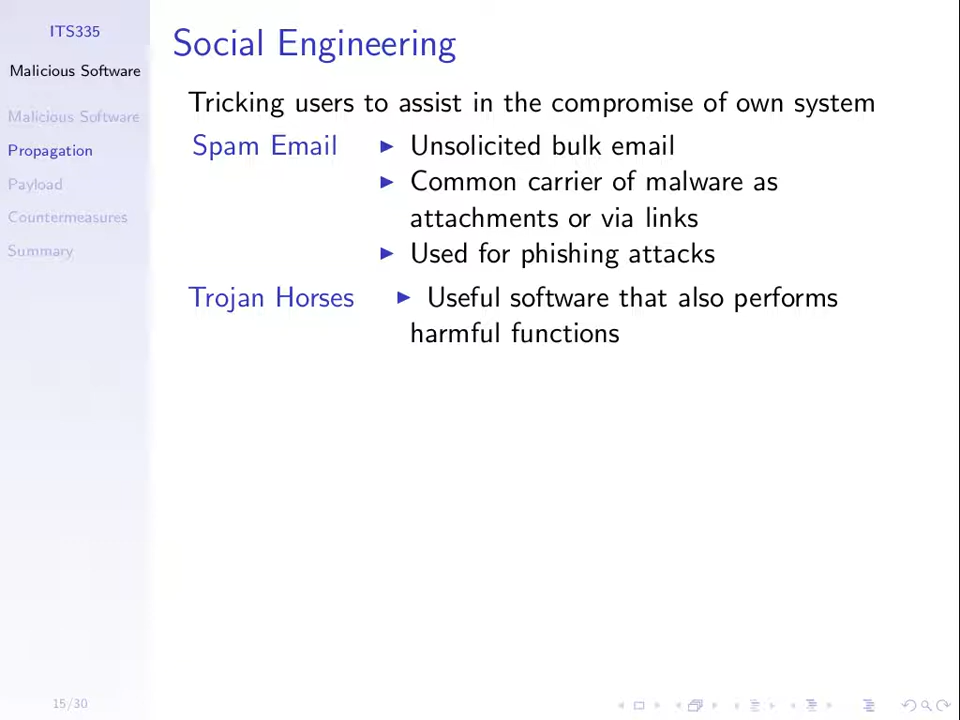 ITS335
Malicious Software
Malicious Software
Propagation
Payload
Countermeasures
Summary
Social Engineering
Tricking users to assist in the compromise of own system
Spam Email ▶ Unsolicited bulk email
▶ Common carrier of malware as
attachments or via links
▶ Used for phishing attacks
Trojan Horses ▶ Useful software that also performs
harmful functions
15/30